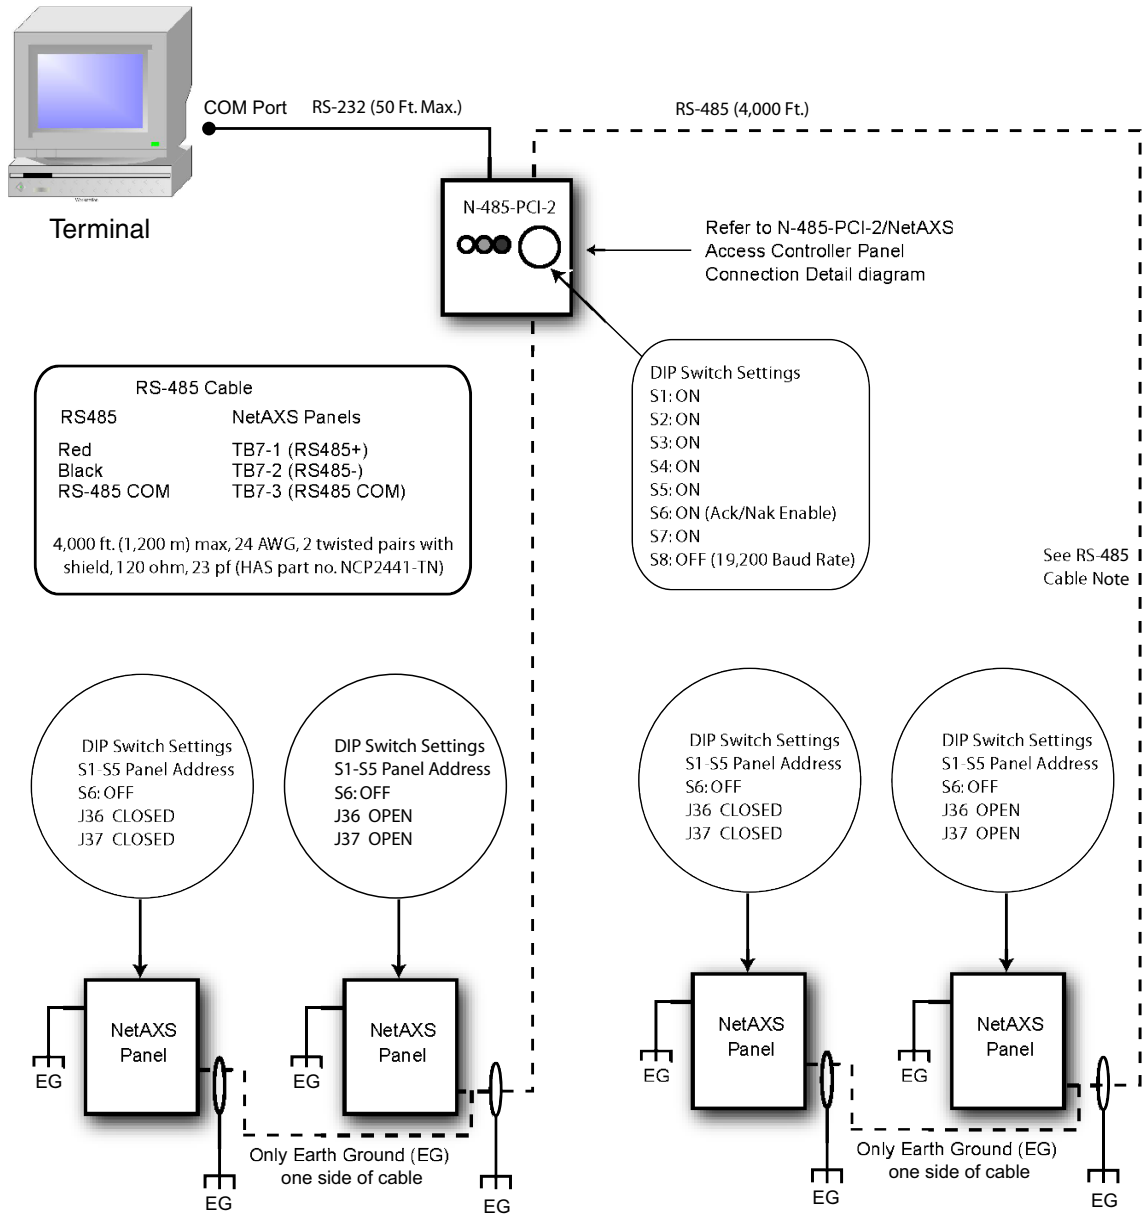 COM Port
RS-232 (50 Ft. Max.)
RS-485 (4,000 Ft.)
Terminal
N-485-PCI-2
Refer to N-485-PCI-2/NetAXS
Access Controller Panel
Connection Detail diagram
RS-485 Cable
RS485 NetAXS Panels
Red TB7-1 (RS485+)
Black TB7-2 (RS485-)
RS-485 COM TB7-3 (RS485 COM)
4,000 ft. (1,200 m) max, 24 AWG, 2 twisted pairs with
shield, 120 ohm, 23 pf (HAS part no. NCP2441-TN)
DIP Switch Settings
S1: ON
S2: ON
S3: ON
S4: ON
S5: ON
S6: ON (Ack/Nak Enable)
S7: ON
S8: OFF (19,200 Baud Rate)
See RS-485
Cable Note
DIP Switch Settings
S1-S5 Panel Address
S6: OFF
J36 CLOSED
J37 CLOSED
DIP Switch Settings
S1-S5 Panel Address
S6: OFF
J36 OPEN
J37 OPEN
DIP Switch Settings
S1-S5 Panel Address
S6: OFF
J36 CLOSED
J37 CLOSED
DIP Switch Settings
S1-S5 Panel Address
S6: OFF
J36 OPEN
J37 OPEN
NetAXS
Panel
EG
NetAXS
Panel
EG
NetAXS
Panel
EG
NetAXS
Panel
EG
Only Earth Ground (EG)
one side of cable
EG
EG
Only Earth Ground (EG)
one side of cable
EG
EG